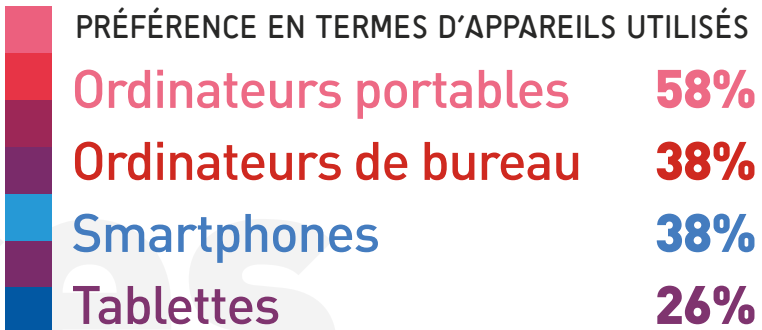 PRÉFÉRENCE EN TERMES D'APPAREILS UTILISÉS
Ordinateurs portables 58%
Ordinateurs de bureau 38%
Smartphones 38%
Tablettes 26%